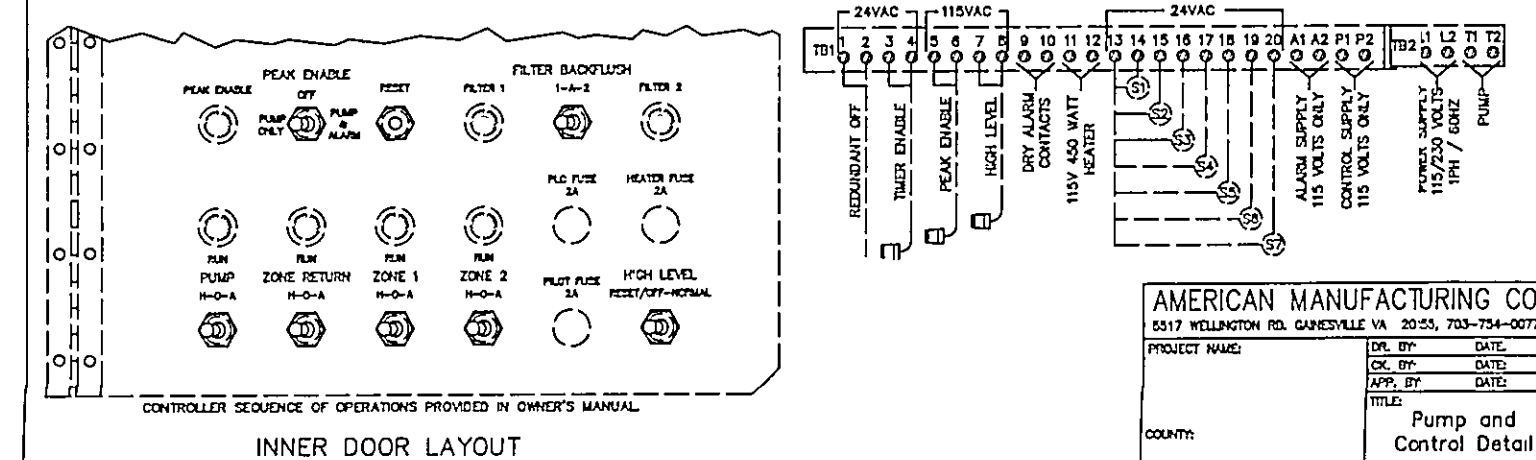 PEAK ENABLE
PEAK ENABLE
OFF
PUMP ONLY
PUMP & ALARM
RESET
FILTER BACKFLUSH
FILTER 1
1-A-2
FILTER 2
PLC FUSE
2A
HEATER FUSE
2A
RUN
RUN
RUN
RUN
PUMP
ZONE RETURN
ZONE 1
ZONE 2
H-O-A
H-O-A
H-O-A
H-O-A
PILOT FUSE
2A
HIGH LEVEL
RESET/OFF-NORMAL
CONTROLLER SEQUENCE OF OPERATIONS PROVIDED IN OWNER'S MANUAL
INNER DOOR LAYOUT
24VAC
115VAC
24VAC
TB1
1 2 3 4 5 6 7 8 9 10 11 12 13 14 15 16 17 18 19 20 A1 A2 P1 P2
TB2
L1 L2 T1 T2
REDUNDANT OFF
TIMER ENABLE
PEAK ENABLE
HIGH LEVEL
DRY ALARM
CONTACTS
115V 450 WATT
HEATER
S1
S2
S3
S4
S5
S6
S7
ALARM SUPPLY
115 VOLTS ONLY
CONTROL SUPPLY
115 VOLTS ONLY
POWER SUPPLY
115/230 VOLTS
1PH / 60HZ
PUMP
AMERICAN MANUFACTURING CO
WELLINGTON RD. GAINESVILLE VA 703-754-0077
PROJECT NAME:
DR. BY: DATE:
CK. BY: DATE:
APP. BY: DATE:
TITLE:
Pump and
Control Detail
COUNTY: